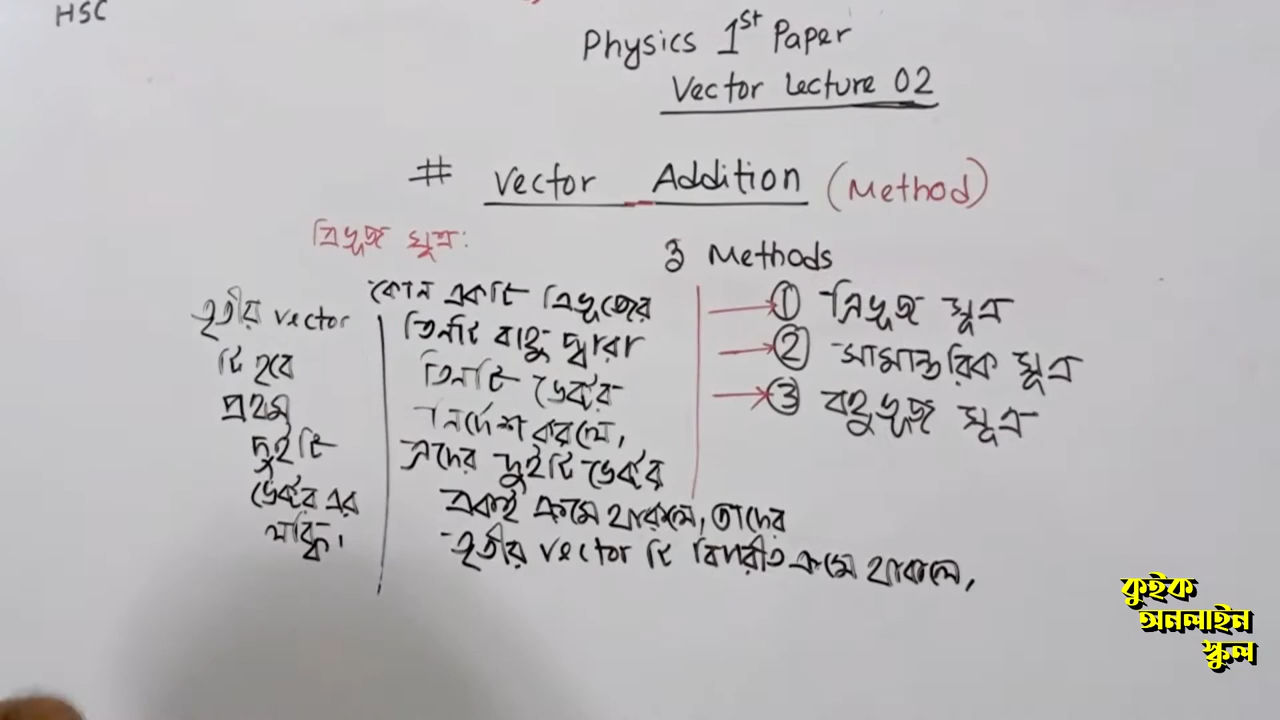 HSC
Physics 1st Paper
Vector Lecture 02
# Vector Addition (Method)
ত্রিভুজ সূত্র:
3 Methods
① ত্রিভুজ সূত্র
② সামান্তরিক সূত্র
③ বহুভুজ সূত্র
কোন একটি ত্রিভুজের
তিনটি বাহু দ্বারা
তিনটি ভেক্টর
নির্দেশ করলে,
এদের দুইটি ভেক্টর
একই ক্রমে থাকলে, তাদের
তৃতীয় vector টি বিপরীত ক্রমে থাকলে,
তৃতীয় vector
টি হবে
প্রথম
দুইটি
ভেক্টর এর
লব্ধি।
কুইক
অনলাইন
স্কুল